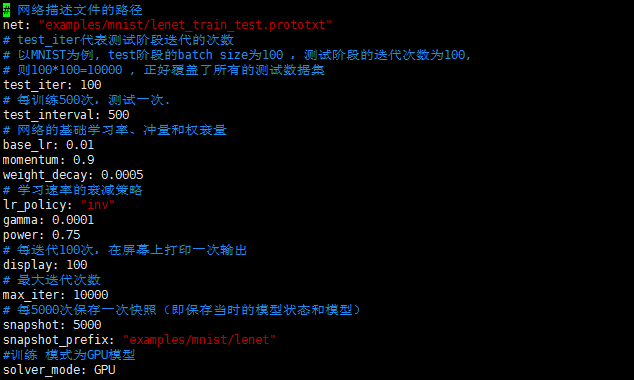 # 网络描述文件的路径
net: "examples/mnist/lenet_train_test.prototxt"
# test_iter代表测试阶段迭代的次数
# 以MNIST为例, test阶段的batch size为100 , 测试阶段的迭代次数为100,
# 则100*100=10000 , 正好覆盖了所有的测试数据集
test_iter: 100
# 每训练500次, 测试一次.
test_interval: 500
# 网络的基础学习率、冲量和权衰量
base_lr: 0.01
momentum: 0.9
weight_decay: 0.0005
# 学习速率的衰减策略
lr_policy: "inv"
gamma: 0.0001
power: 0.75
# 每迭代100次, 在屏幕上打印一次输出
display: 100
# 最大迭代次数
max_iter: 10000
# 每5000次保存一次快照 (即保存当时的模型状态和模型)
snapshot: 5000
snapshot_prefix: "examples/mnist/lenet"
#训练 模式为GPU模型
solver_mode: GPU